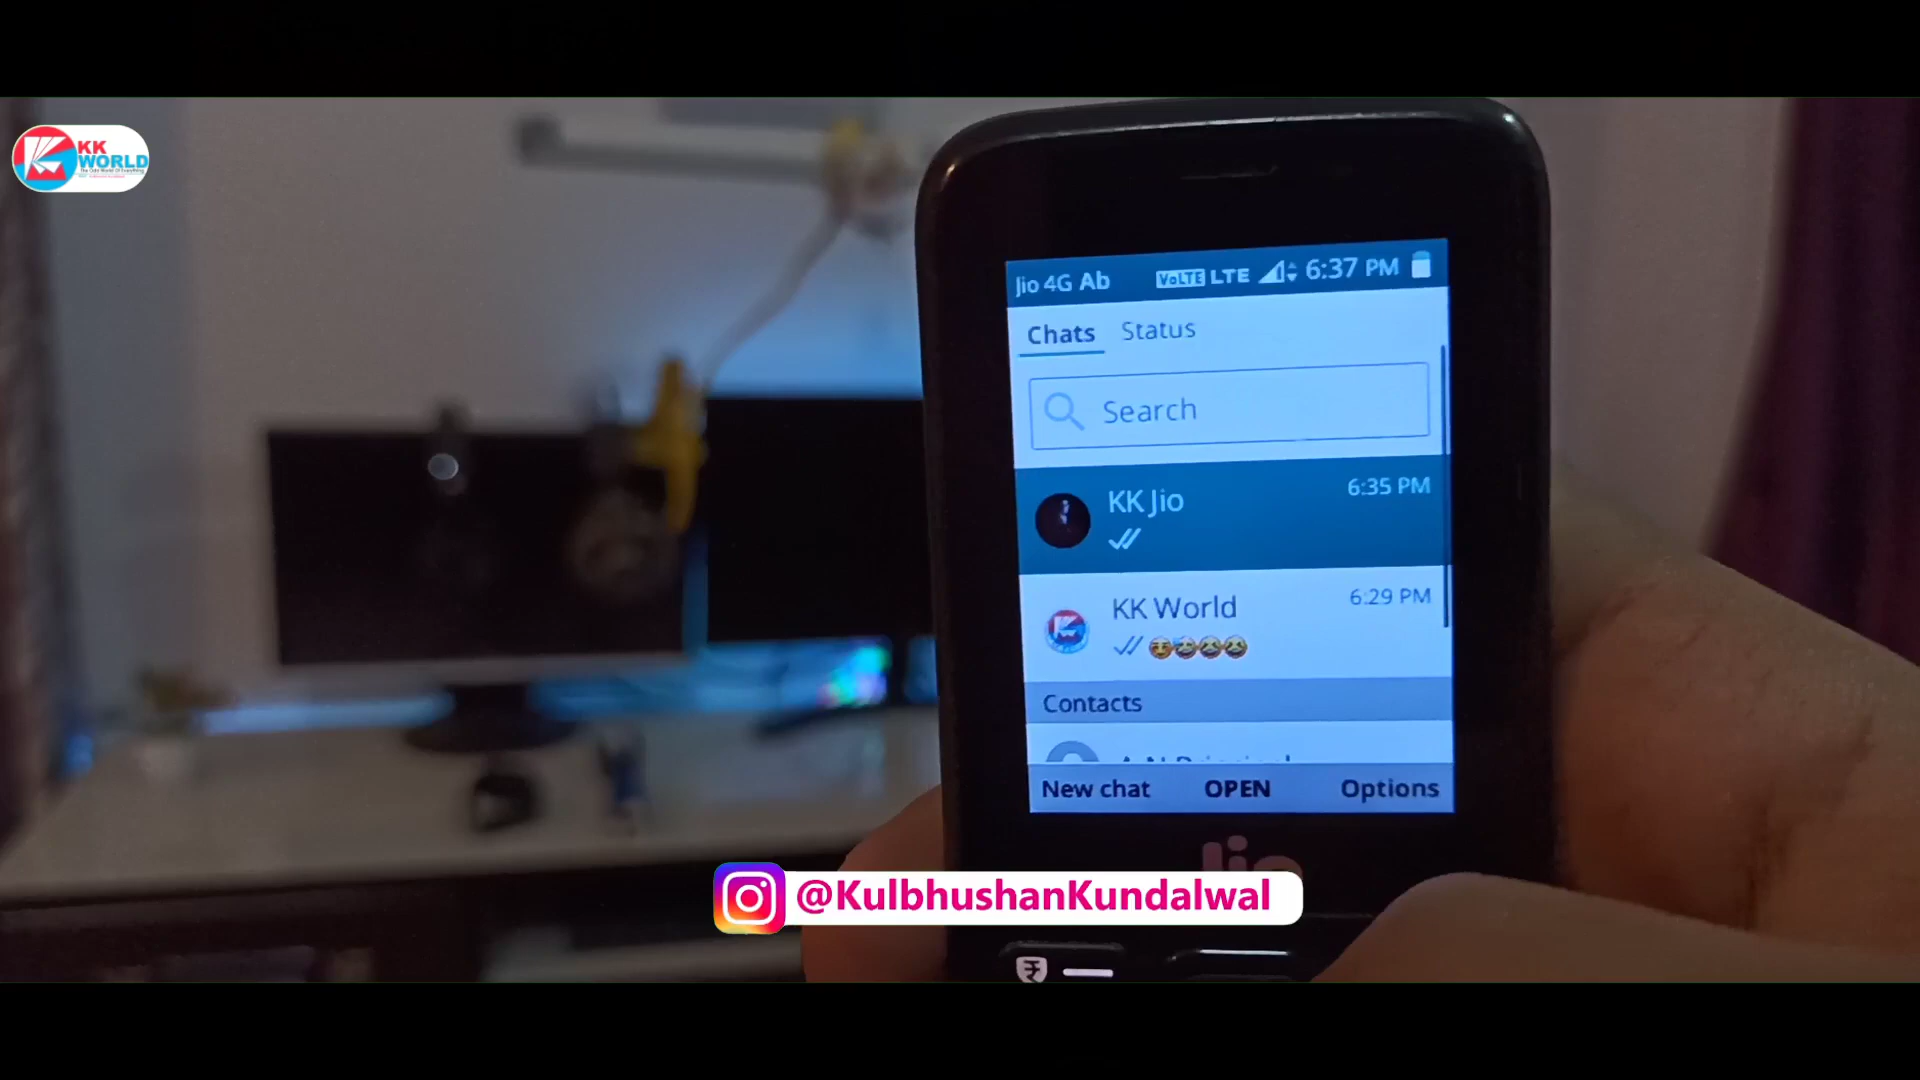 KK
WORLD
Jio 4G Ab VoLTE LTE 6:37 PM
Chats Status
Search
KK Jio 6:35 PM
KK World 6:29 PM
Contacts
New chat OPEN Options
Jio
@KulbhushanKundalwal